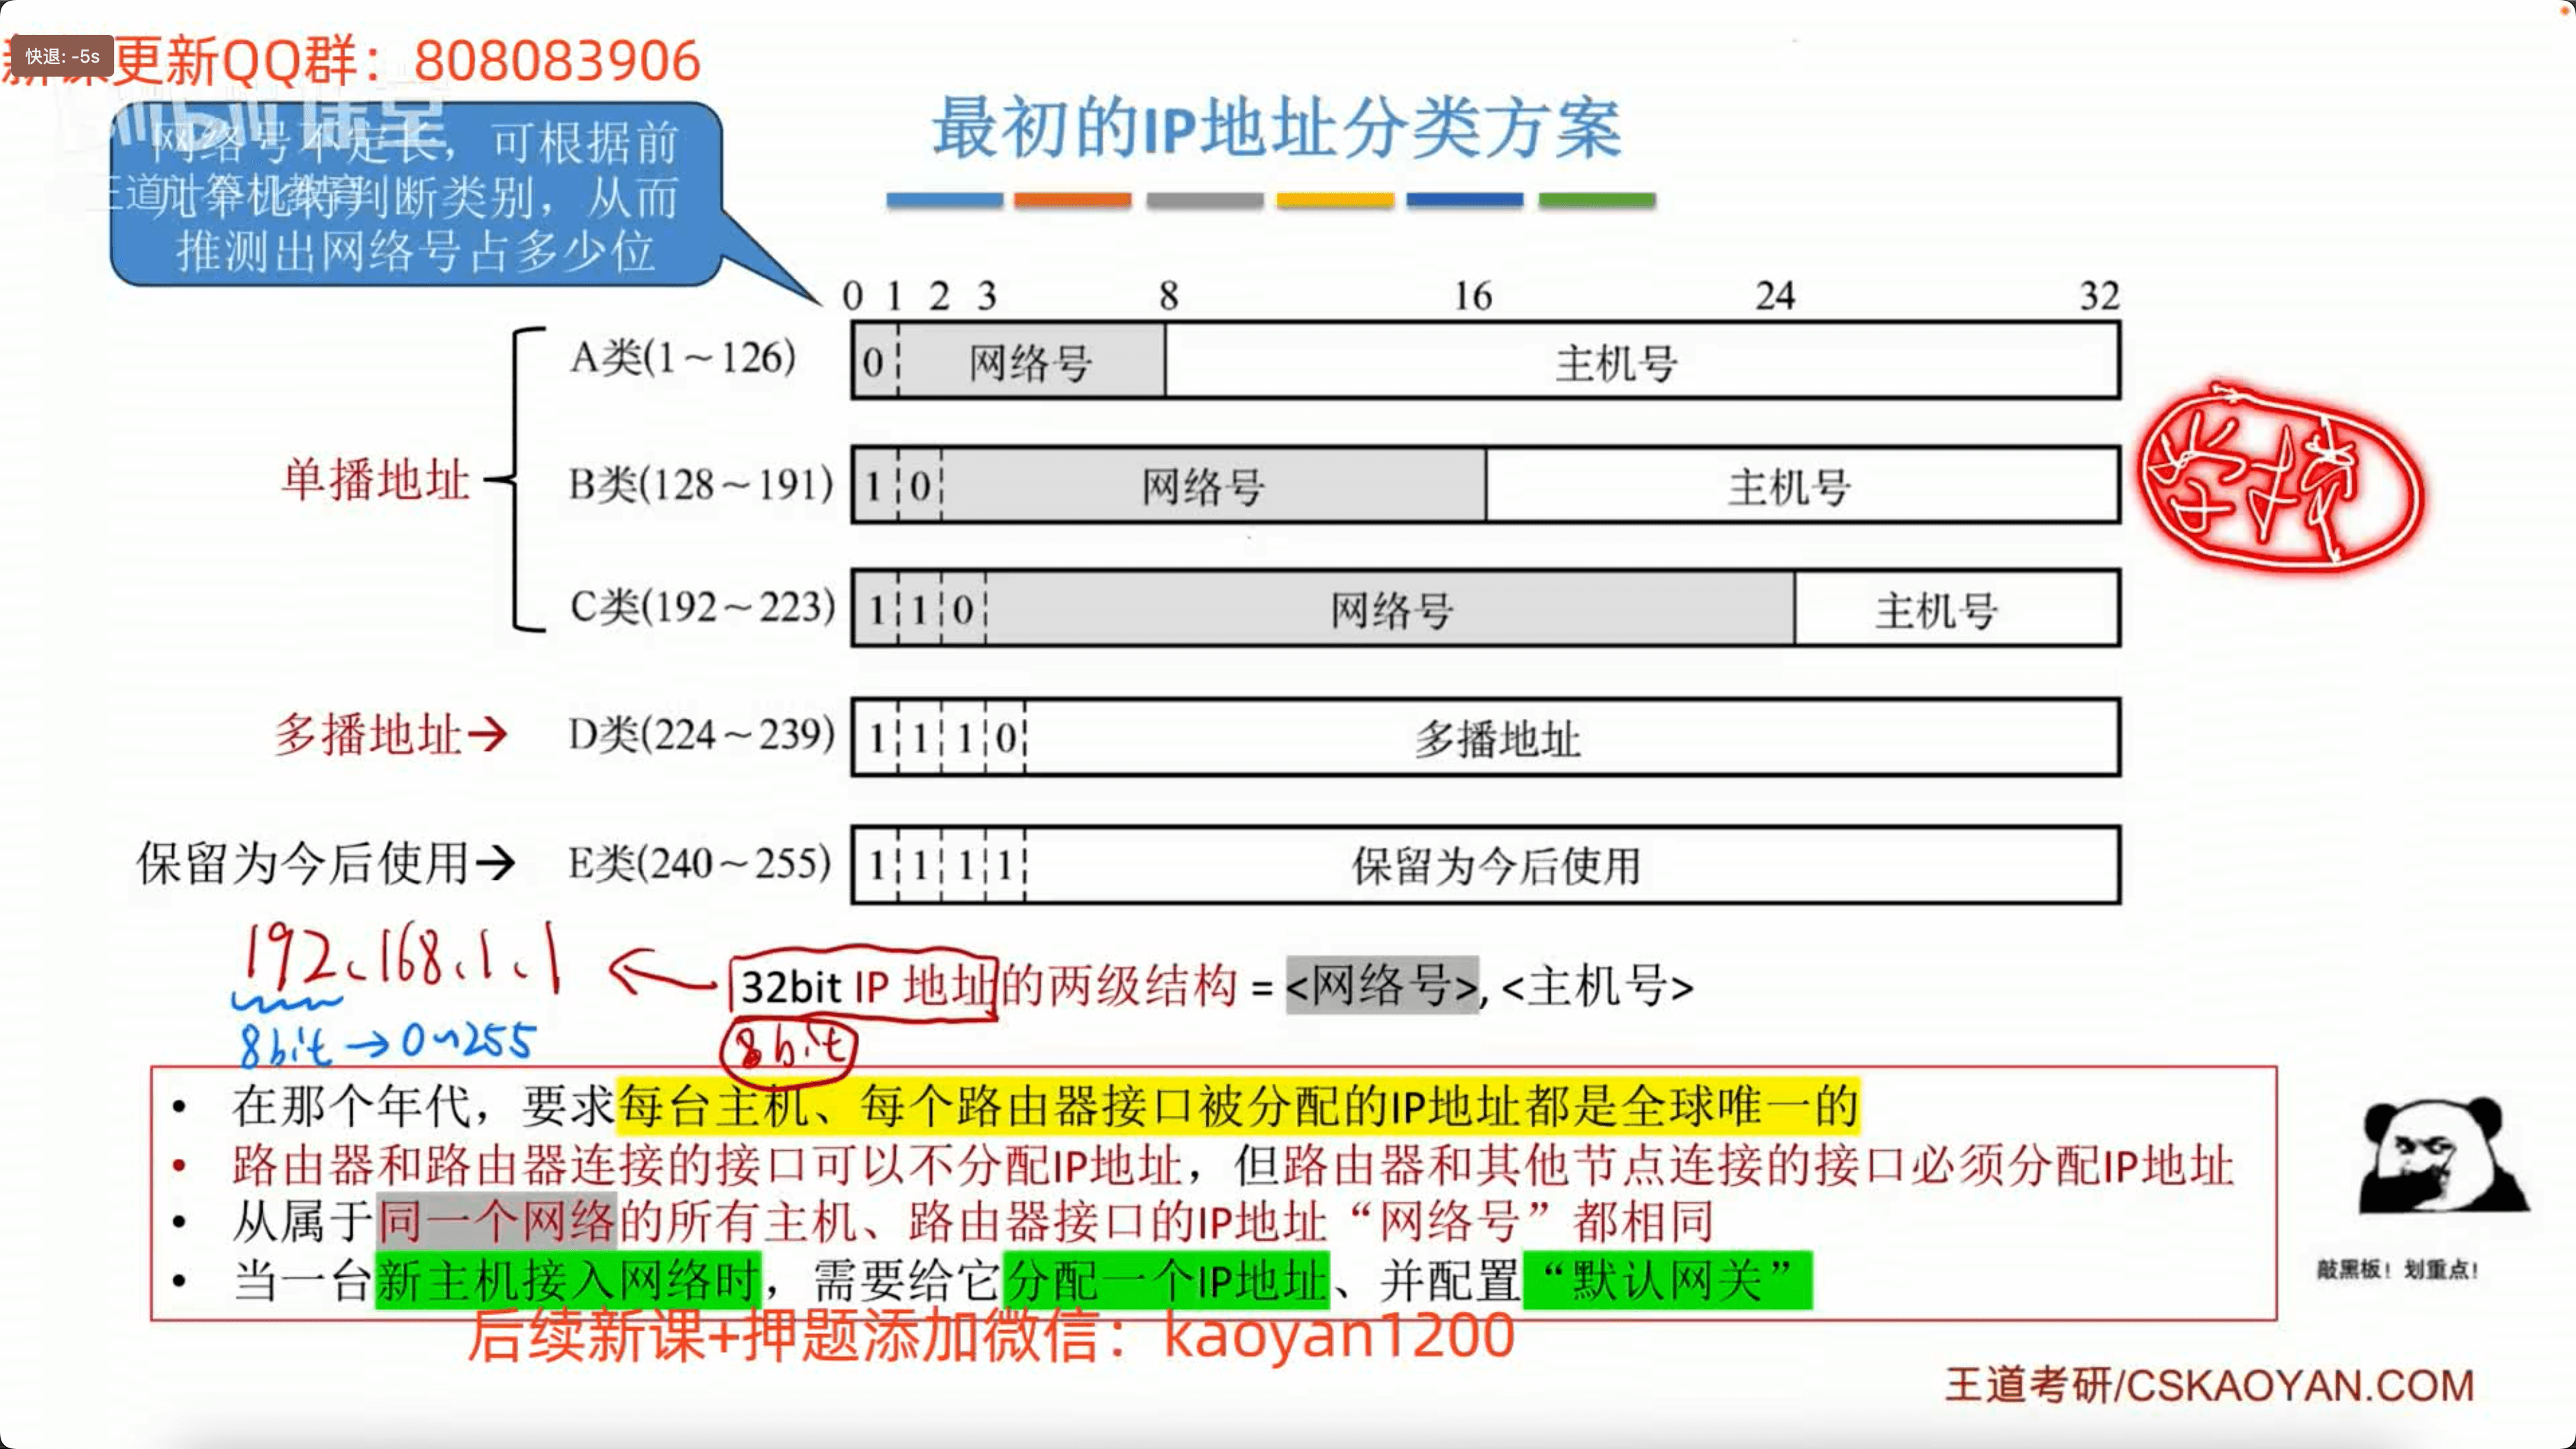 快退: -5s
更新QQ群：808083906
网络号不定长，可根据前
几个比特判断类别，从而
推测出网络号占多少位
王道计算机教育
最初的IP地址分类方案
0 1 2 3 8 16 24 32
单播地址
A类(1～126) 0 网络号 主机号
B类(128～191) 1 0 网络号 主机号
C类(192～223) 1 1 0 网络号 主机号
多播地址→ D类(224～239) 1 1 1 0 多播地址
保留为今后使用→ E类(240～255) 1 1 1 1 保留为今后使用
192.168.1.1 ← 32bit IP 地址的两级结构 = <网络号>, <主机号>
8bit → 0~255
8bit
• 在那个年代，要求每台主机、每个路由器接口被分配的IP地址都是全球唯一的
• 路由器和路由器连接的接口可以不分配IP地址，但路由器和其他节点连接的接口必须分配IP地址
• 从属于同一个网络的所有主机、路由器接口的IP地址“网络号”都相同
• 当一台新主机接入网络时，需要给它分配一个IP地址、并配置“默认网关”
敲黑板！划重点！
后续新课+押题添加微信：kaoyan1200
王道考研/CSKAOYAN.COM